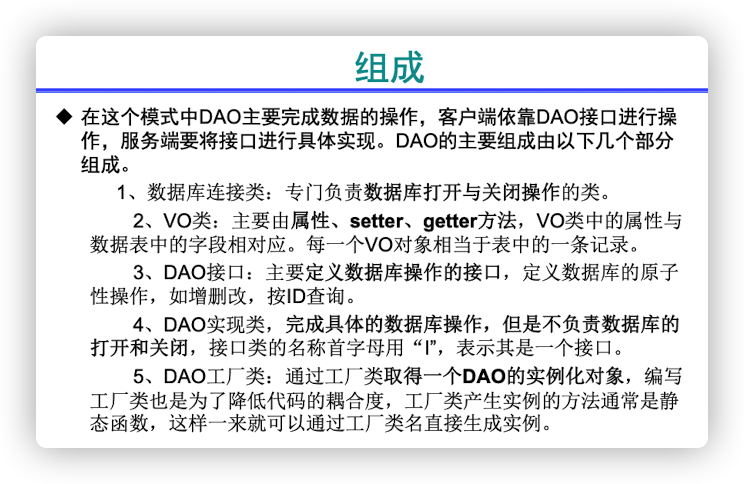 组成
◆ 在这个模式中DAO主要完成数据的操作，客户端依靠DAO接口进行操
作，服务端要将接口进行具体实现。DAO的主要组成由以下几个部分
组成。
1、数据库连接类：专门负责数据库打开与关闭操作的类。
2、VO类：主要由属性、setter、getter方法，VO类中的属性与
数据表中的字段相对应。每一个VO对象相当于表中的一条记录。
3、DAO接口：主要定义数据库操作的接口，定义数据库的原子
性操作，如增删改，按ID查询。
4、DAO实现类，完成具体的数据库操作，但是不负责数据库的
打开和关闭，接口类的名称首字母用“I”，表示其是一个接口。
5、DAO工厂类：通过工厂类取得一个DAO的实例化对象，编写
工厂类也是为了降低代码的耦合度，工厂类产生实例的方法通常是静
态函数，这样一来就可以通过工厂类名直接生成实例。